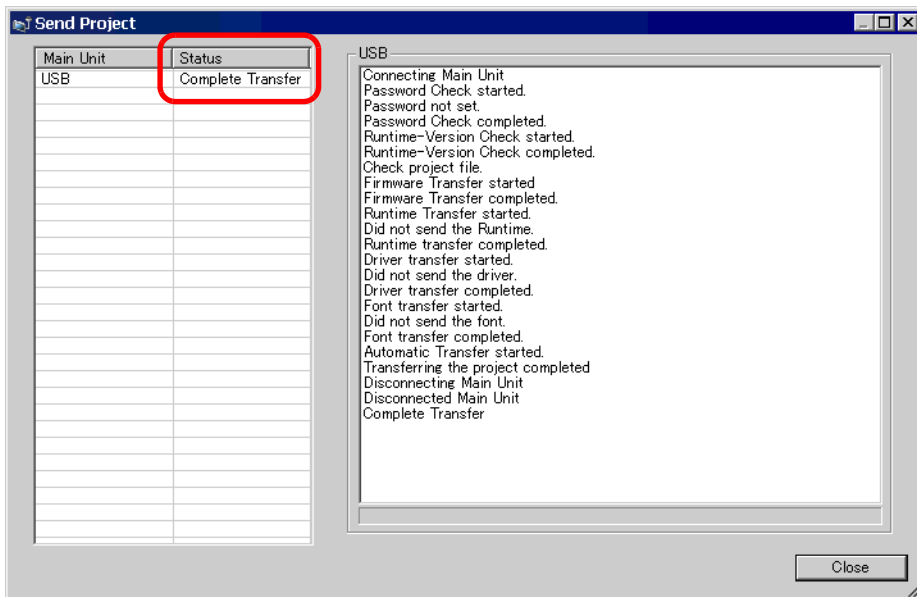 Send Project
Main Unit Status
USB Complete Transfer
USB
Connecting Main Unit
Password Check started.
Password not set.
Password Check completed.
Runtime-Version Check started.
Runtime-Version Check completed.
Check project file.
Firmware Transfer started
Firmware Transfer completed.
Runtime Transfer started.
Did not send the Runtime.
Runtime transfer completed.
Driver transfer started.
Did not send the driver.
Driver transfer completed.
Font transfer started.
Did not send the font.
Font transfer completed.
Automatic Transfer started.
Transferring the project completed
Disconnecting Main Unit
Disconnected Main Unit
Complete Transfer
Close